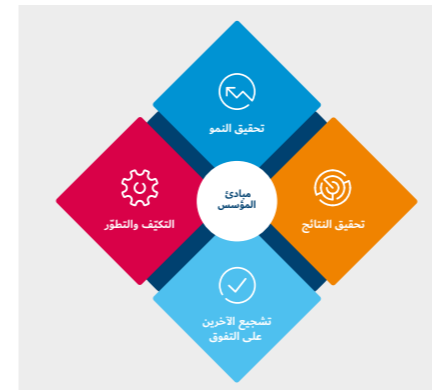 تحقيق النمو
مبادئ
المؤسس
تحقيق النتائج
التكيّف والتطوّر
تشجيع الآخرين
على التفوق